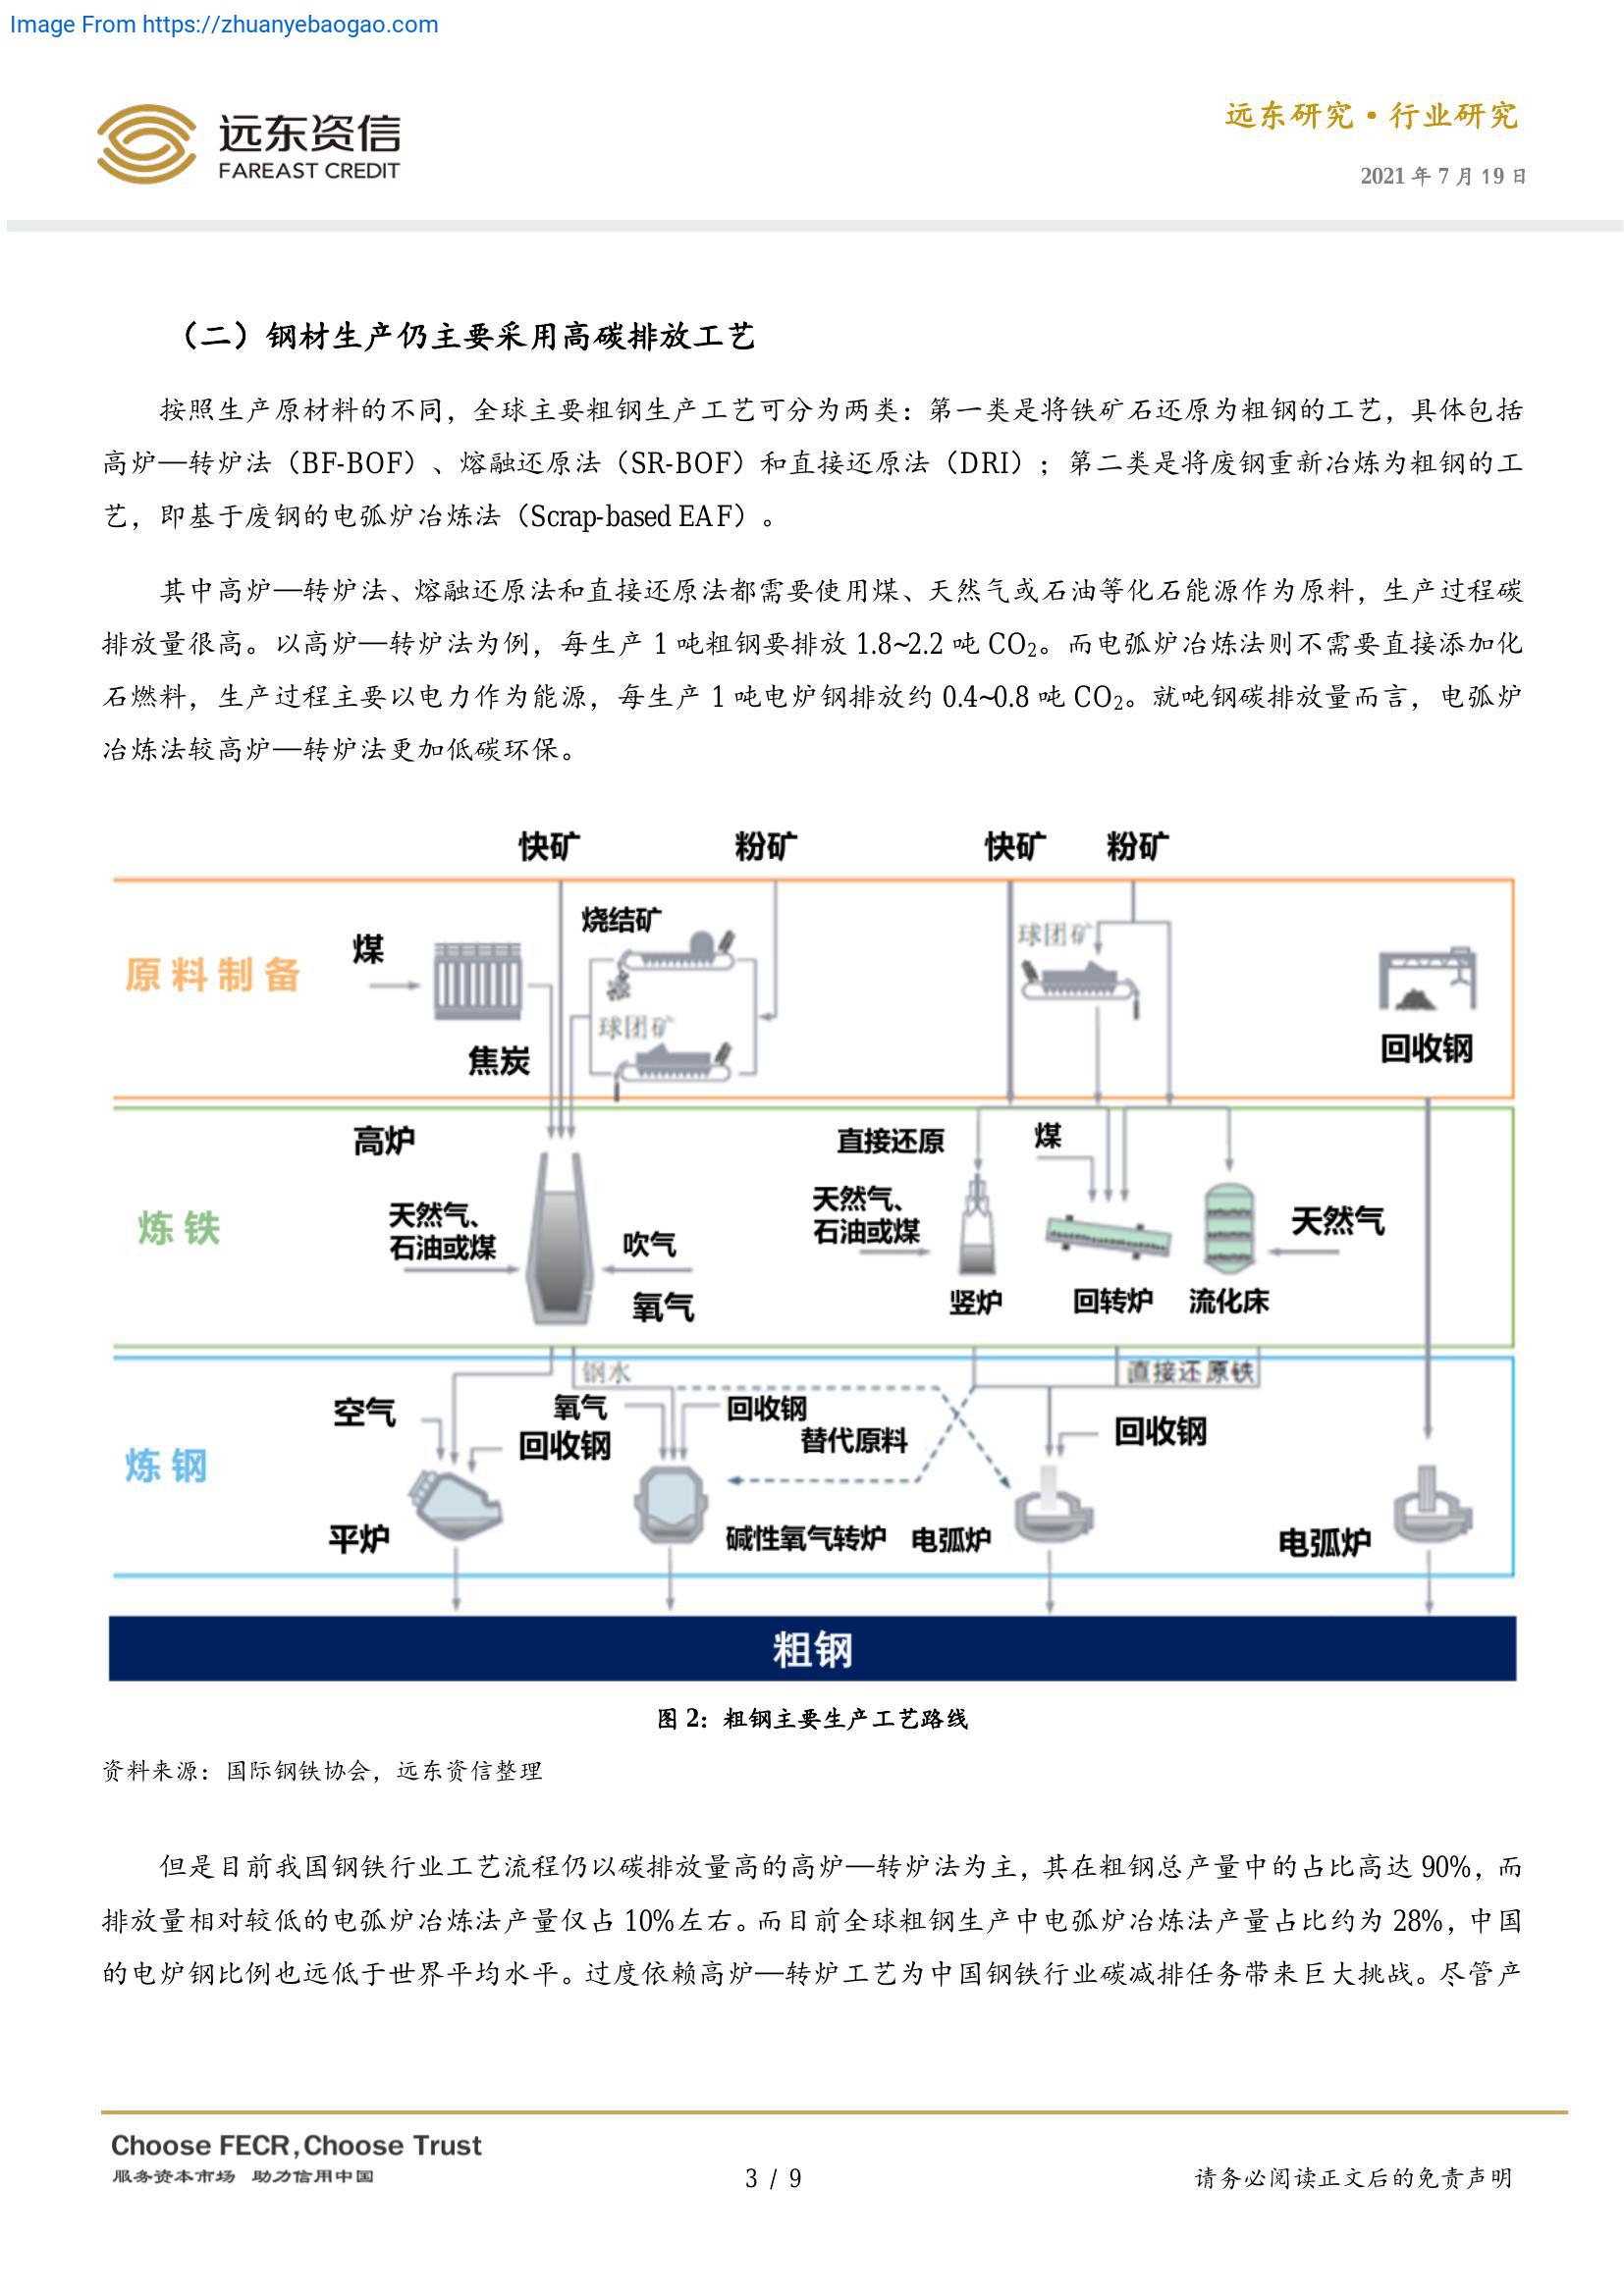 Image From https://zhuanyebaogao.com
远东资信
FAREAST CREDIT
远东研究·行业研究
2021 年 7 月 19 日
（二）钢材生产仍主要采用高碳排放工艺
按照生产原材料的不同，全球主要粗钢生产工艺可分为两类：第一类是将铁矿石还原为粗钢的工艺，具体包括
高炉—转炉法（BF-BOF）、熔融还原法（SR-BOF）和直接还原法（DRI）；第二类是将废钢重新冶炼为粗钢的工
艺，即基于废钢的电弧炉冶炼法（Scrap-based EAF）。
其中高炉—转炉法、熔融还原法和直接还原法都需要使用煤、天然气或石油等化石能源作为原料，生产过程碳
排放量很高。以高炉—转炉法为例，每生产 1 吨粗钢要排放 1.8~2.2 吨 CO₂。而电弧炉冶炼法则不需要直接添加化
石燃料，生产过程主要以电力作为能源，每生产 1 吨电炉钢排放约 0.4~0.8 吨 CO₂。就吨钢碳排放量而言，电弧炉
冶炼法较高炉—转炉法更加低碳环保。
快矿 粉矿 快矿 粉矿
原料制备
煤
焦炭
烧结矿
球团矿
球团矿
回收钢
炼铁
高炉
天然气、
石油或煤
吹气
氧气
直接还原
天然气、
石油或煤
煤
天然气
竖炉 回转炉 流化床
炼钢
钢水
直接还原铁
空气
回收钢
氧气
回收钢
替代原料
回收钢
平炉
碱性氧气转炉
电弧炉
电弧炉
粗钢
图 2：粗钢主要生产工艺路线
资料来源：国际钢铁协会，远东资信整理
但是目前我国钢铁行业工艺流程仍以碳排放量高的高炉—转炉法为主，其在粗钢总产量中的占比高达 90%，而
排放量相对较低的电弧炉冶炼法产量仅占 10%左右。而目前全球粗钢生产中电弧炉冶炼法产量占比约为 28%，中国
的电炉钢比例也远低于世界平均水平。过度依赖高炉—转炉工艺为中国钢铁行业碳减排任务带来巨大挑战。尽管产
Choose FECR,Choose Trust
服务资本市场 助力信用中国
3 / 9
请务必阅读正文后的免责声明